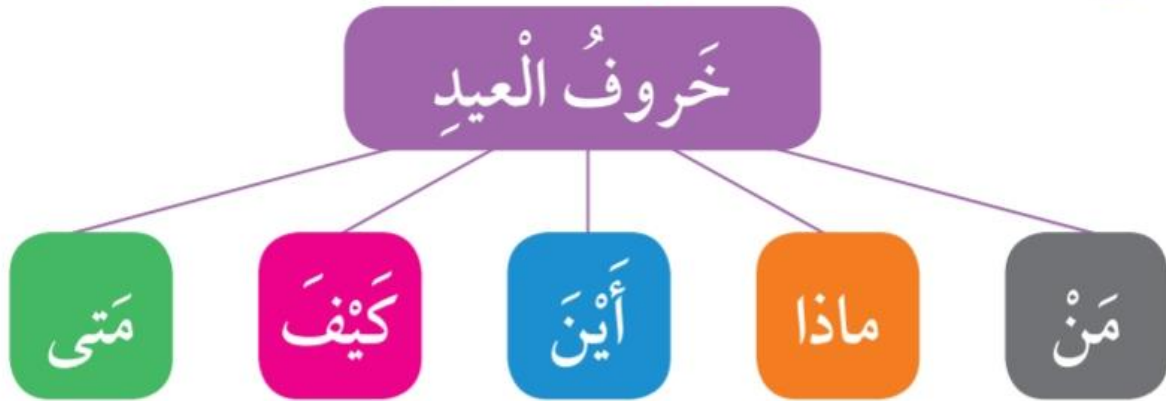 خَروفُ الْعيدِ
مَنْ
ماذا
أَيْنَ
كَيْفَ
مَتى